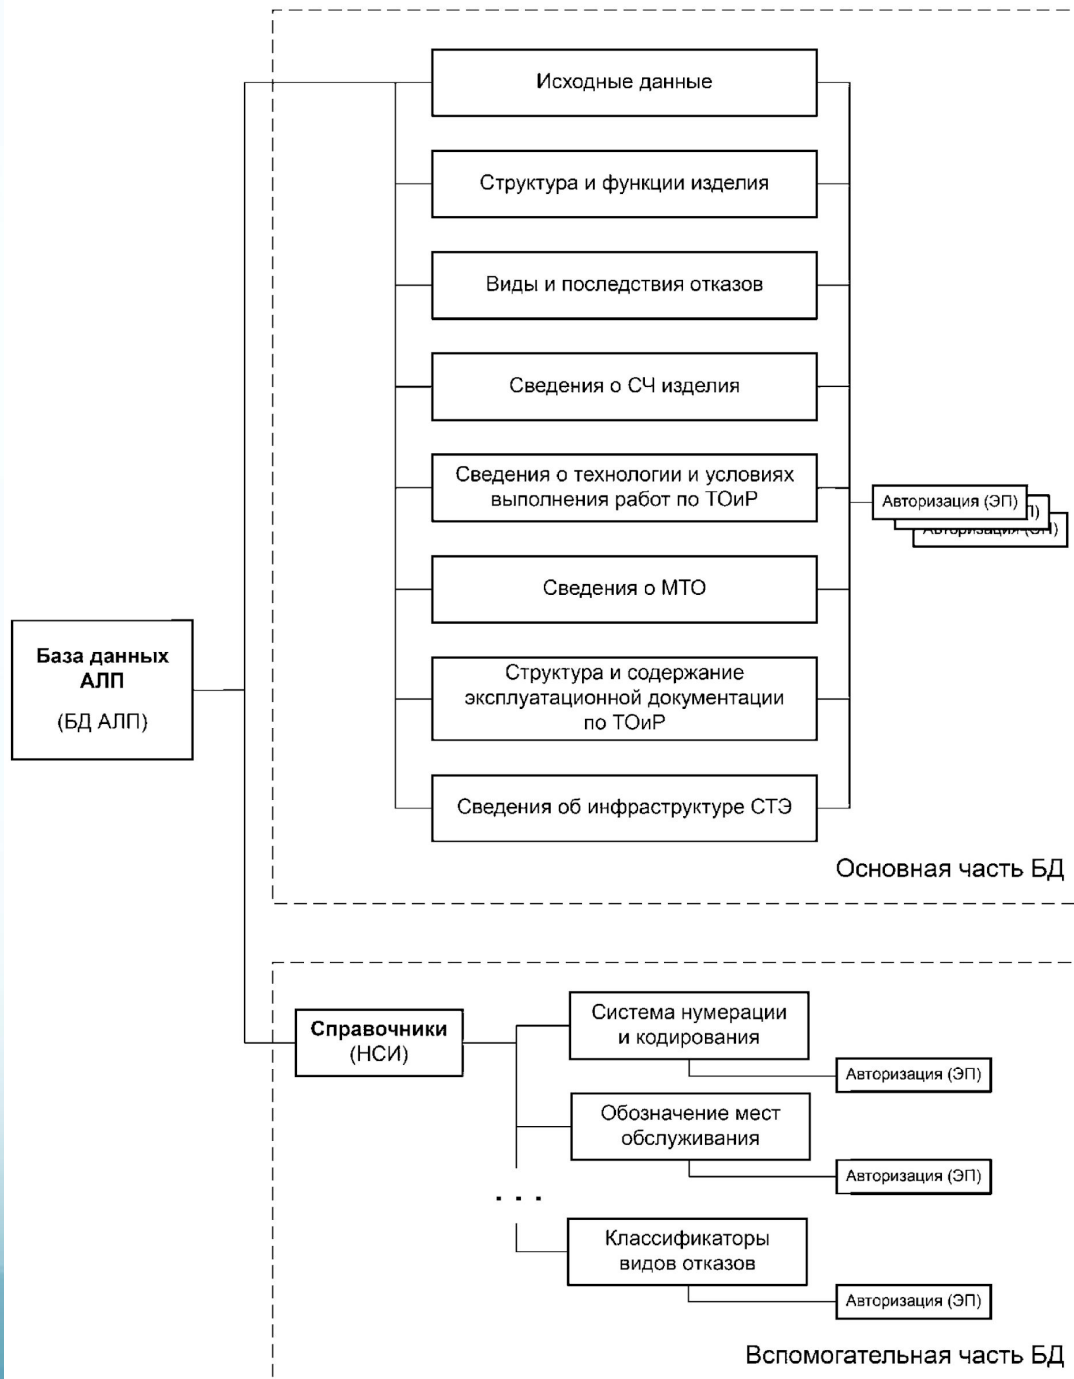 Исходные данные
Структура и функции изделия
Виды и последствия отказов
Сведения о СЧ изделия
Сведения о технологии и условиях
выполнения работ по ТОиР
Авторизация (ЭП)
Сведения о МТО
База данных
АЛП
(БД АЛП)
Структура и содержание
эксплуатационной документации
по ТОиР
Сведения об инфраструктуре СТЭ
Основная часть БД
Справочники
(НСИ)
Система нумерации
и кодирования
Авторизация (ЭП)
Обозначение мест
обслуживания
Авторизация (ЭП)
. . .
Классификаторы
видов отказов
Авторизация (ЭП)
Вспомогательная часть БД